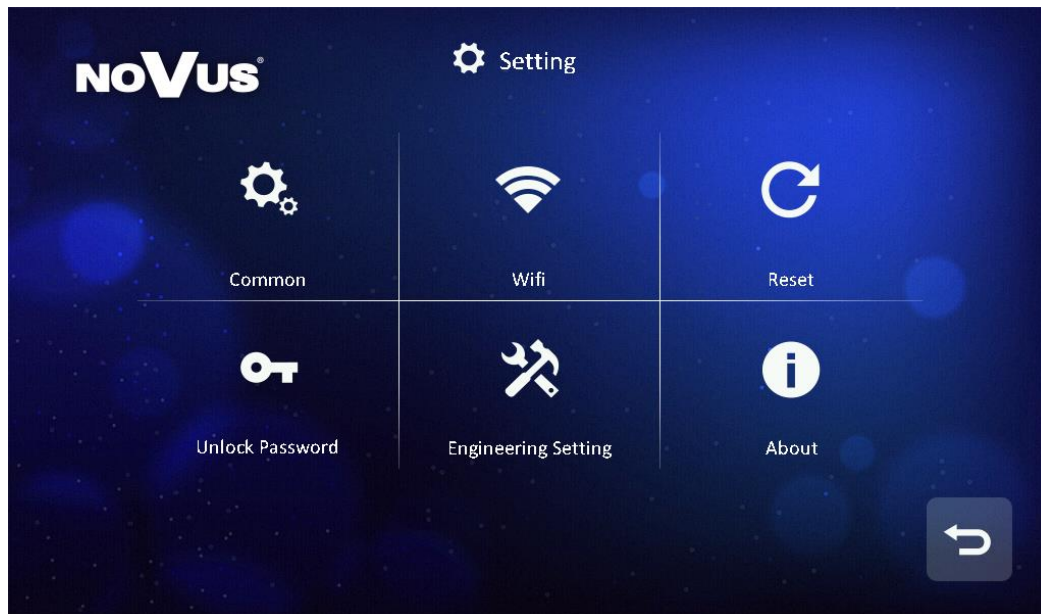 NOVUS®
Setting
Common
Wifi
Reset
Unlock Password
Engineering Setting
About